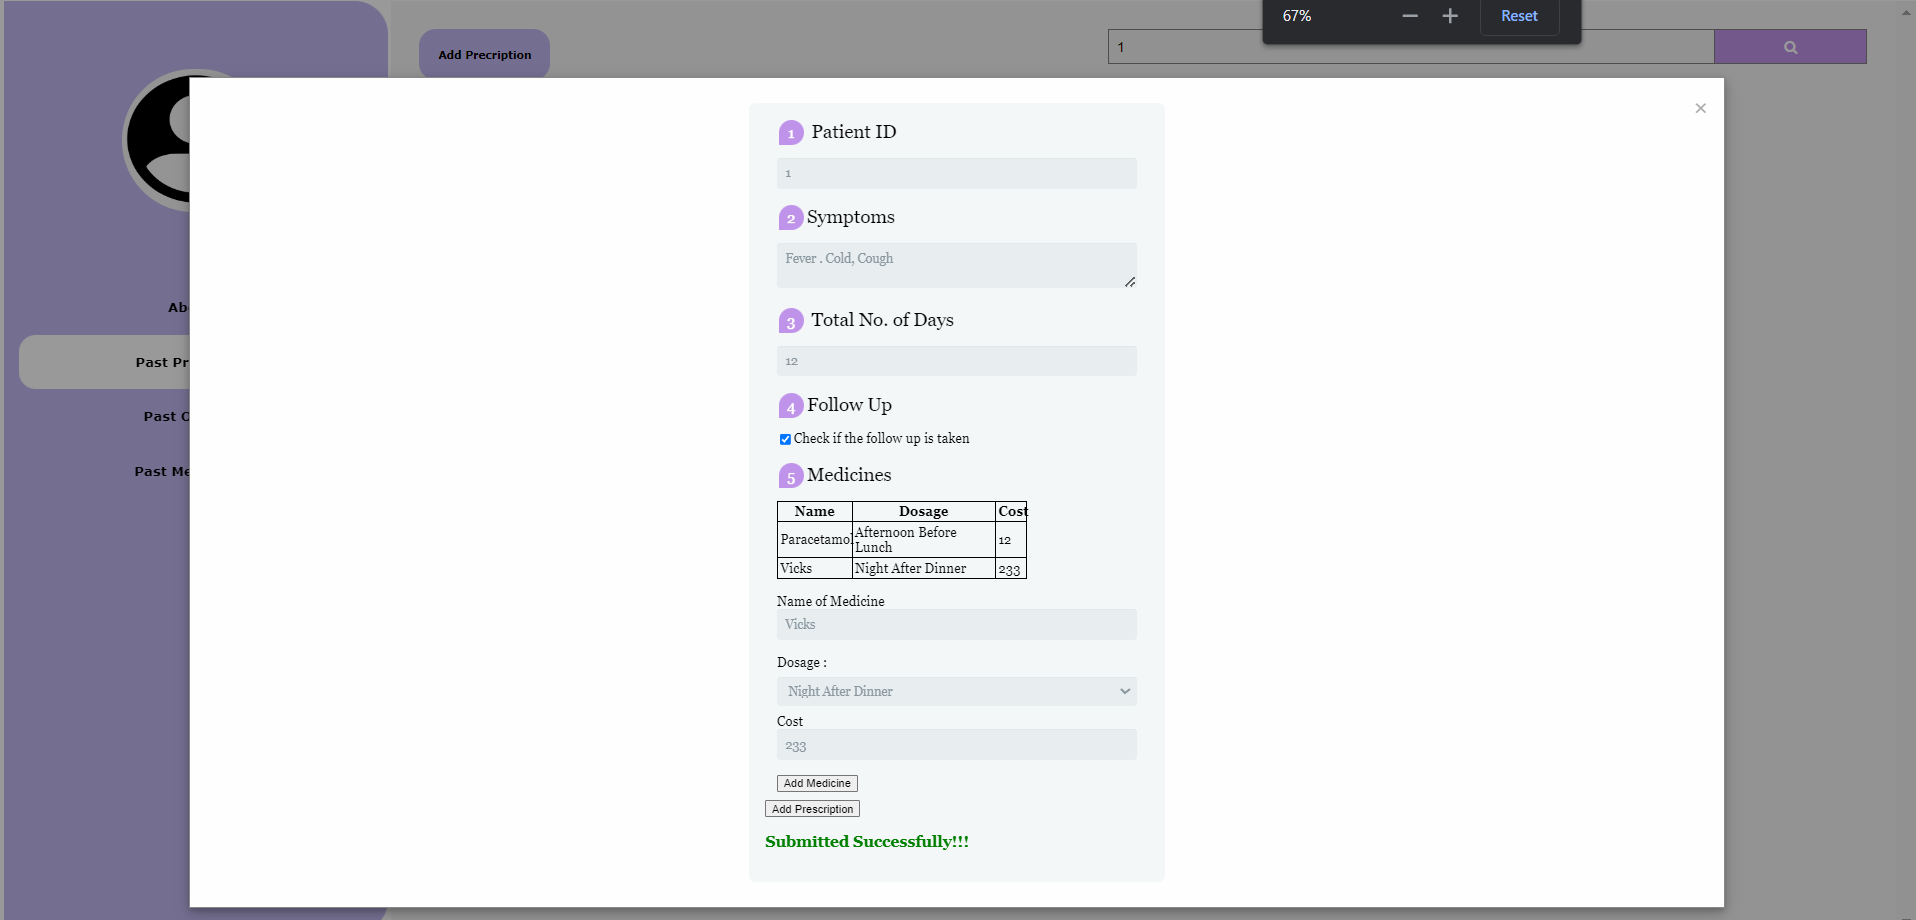 67%
Reset
Add Precription
1
Ab
Past Pr
Past
Past Me
1 Patient ID
1
2 Symptoms
Fever . Cold, Cough
3 Total No. of Days
12
4 Follow Up
Check if the follow up is taken
5 Medicines
Name Dosage Cost
Paracetamol Afternoon Before
Lunch 12
Vicks Night After Dinner 233
Name of Medicine
Vicks
Dosage :
Night After Dinner
Cost
233
Add Medicine
Add Prescription
Submitted Successfully!!!